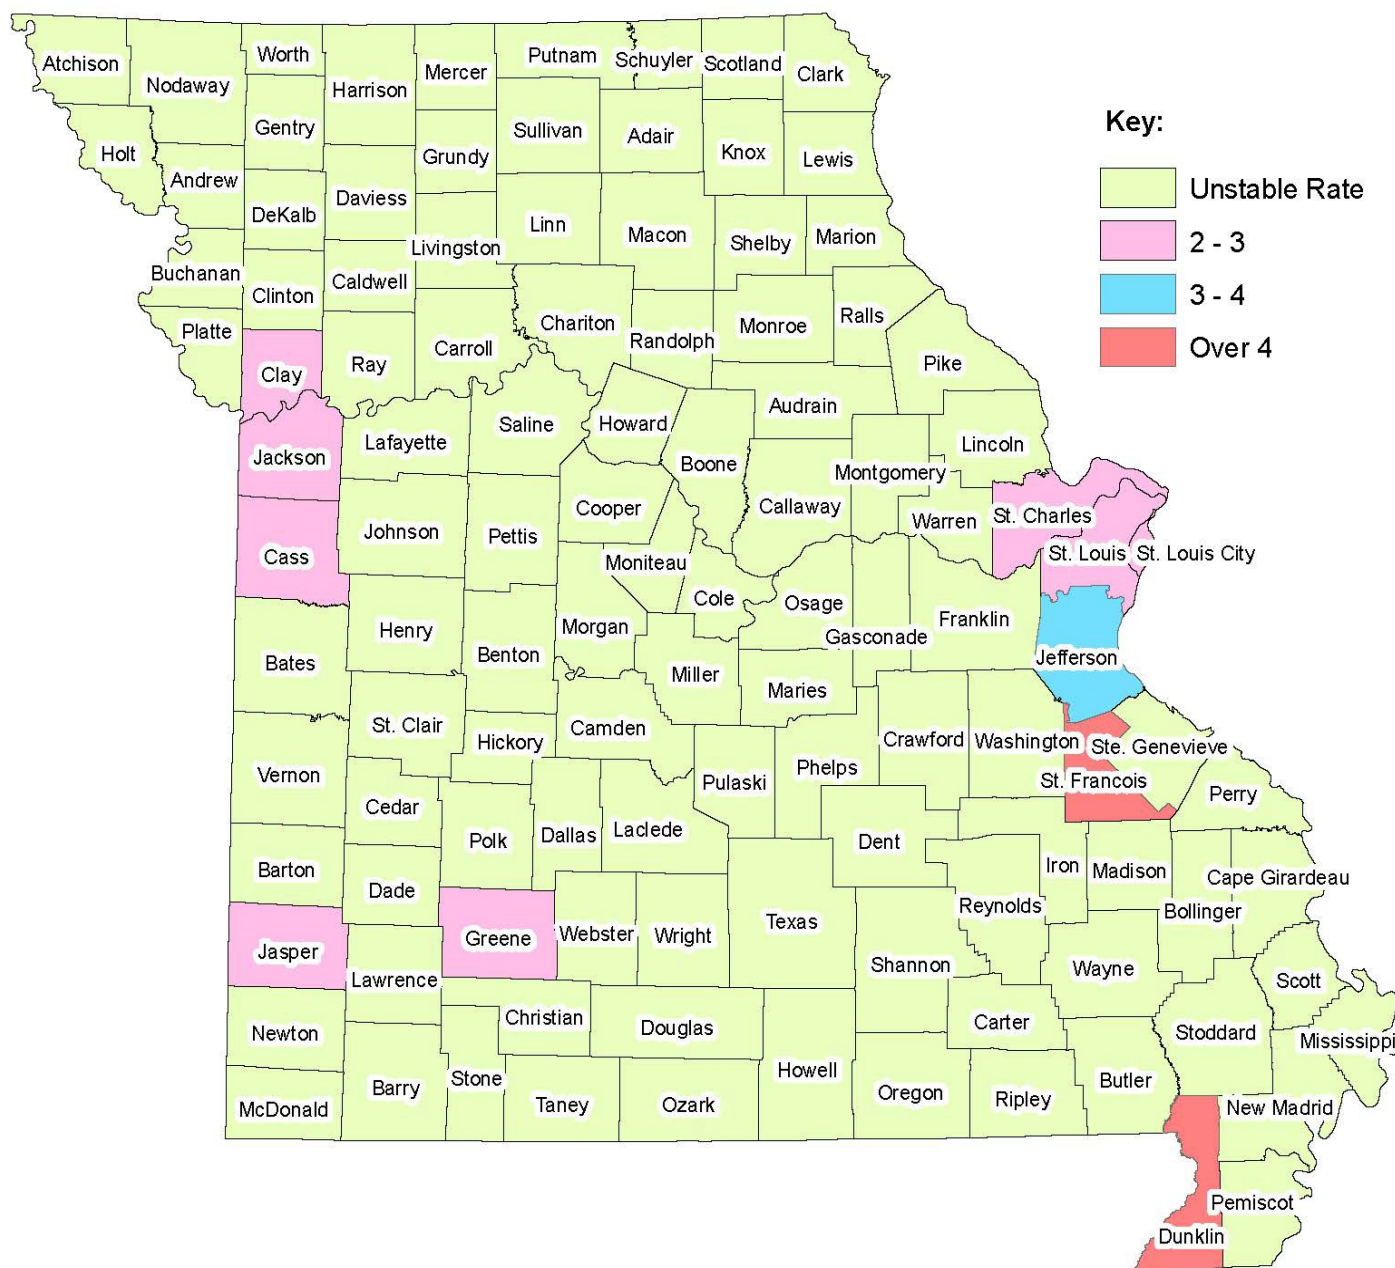 Key:
Unstable Rate
2 - 3
3 - 4
Over 4
Atchison
Nodaway
Worth
Harrison
Mercer
Putnam
Schuyler
Scotland
Clark
Holt
Gentry
Grundy
Sullivan
Adair
Knox
Lewis
Andrew
DeKalb
Daviess
Livingston
Linn
Macon
Shelby
Marion
Buchanan
Clinton
Caldwell
Chariton
Randolph
Monroe
Ralls
Platte
Clay
Ray
Carroll
Pike
Audrain
Jackson
Lafayette
Saline
Howard
Boone
Lincoln
Montgomery
Callaway
Cass
Johnson
Pettis
Cooper
Warren
St. Charles
St. Louis
St. Louis City
Moniteau
Cole
Osage
Gasconade
Franklin
Jefferson
Bates
Henry
Benton
Morgan
Miller
Maries
St. Clair
Hickory
Camden
Pulaski
Phelps
Crawford
Washington
Ste. Genevieve
St. Francois
Perry
Vernon
Cedar
Polk
Dallas
Laclede
Dent
Iron
Madison
Cape Girardeau
Bollinger
Barton
Dade
Texas
Reynolds
Jasper
Greene
Webster
Wright
Lawrence
Shannon
Wayne
Scott
Newton
Christian
Douglas
Carter
Stoddard
Mississippi
McDonald
Barry
Stone
Taney
Ozark
Howell
Oregon
Ripley
Butler
New Madrid
Pemiscot
Dunklin